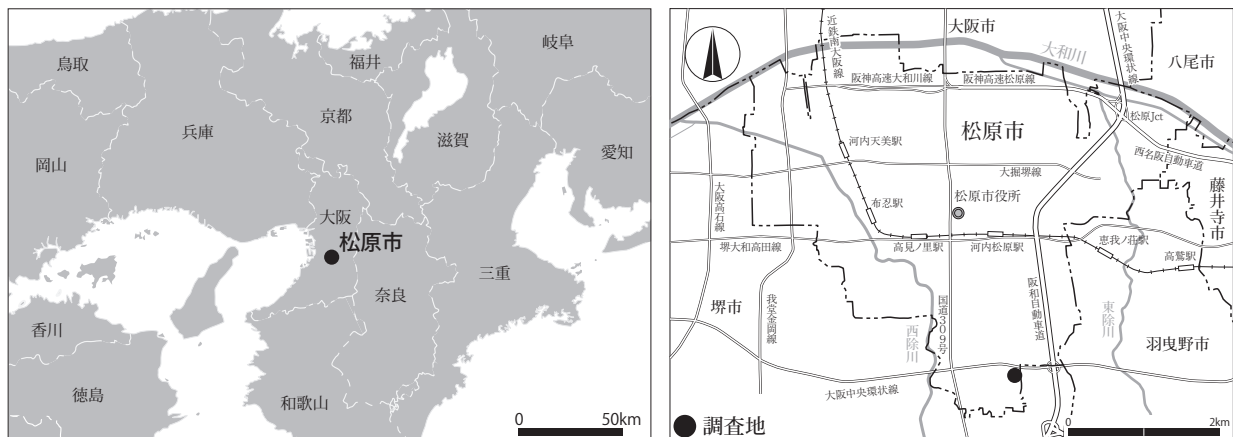 鳥取
福井
岐阜
京都
兵庫
滋賀
岡山
愛知
大阪
松原市
三重
奈良
香川
徳島
和歌山
0
50km
近鉄南大阪線
大阪市
大阪中央環状線
大和川
八尾市
阪神高速大和川線
阪神高速松原線
松原Jct
松原市
河内天美駅
西名阪自動車道
大堀堺線
大阪高石線
松原市役所
布忍駅
藤井寺市
堺大和高田線
高見ノ里駅
河内松原駅
恵我ノ荘駅
高鷲駅
堺市
我堂金岡線
国道309号
阪和自動車道
東除川
西除川
羽曳野市
大阪中央環状線
調査地
0
2km